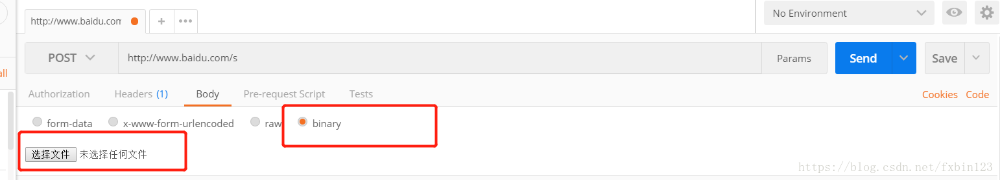 http://www.baidu.com
+
•••
No Environment
POST
http://www.baidu.com/s
Params
Send
Save
all
Authorization
Headers (1)
Body
Pre-request Script
Tests
Cookies
Code
form-data
x-www-form-urlencoded
raw
binary
选择文件 未选择任何文件
https://blog.csdn.net/fxbin123